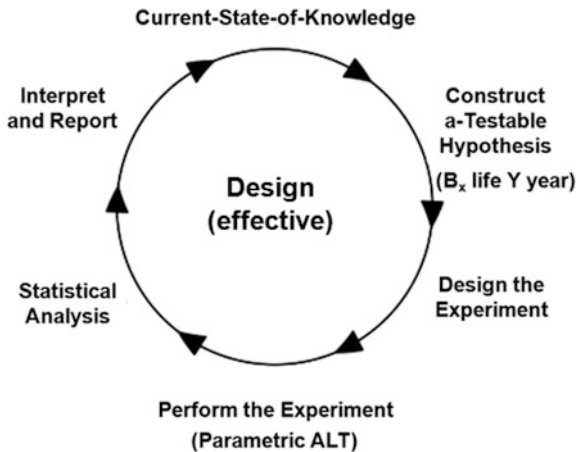 Current-State-of-Knowledge
Construct
a-Testable
Hypothesis
(Bₓ life Y year)
Design the
Experiment
Perform the Experiment
(Parametric ALT)
Statistical
Analysis
Interpret
and Report
Design
(effective)